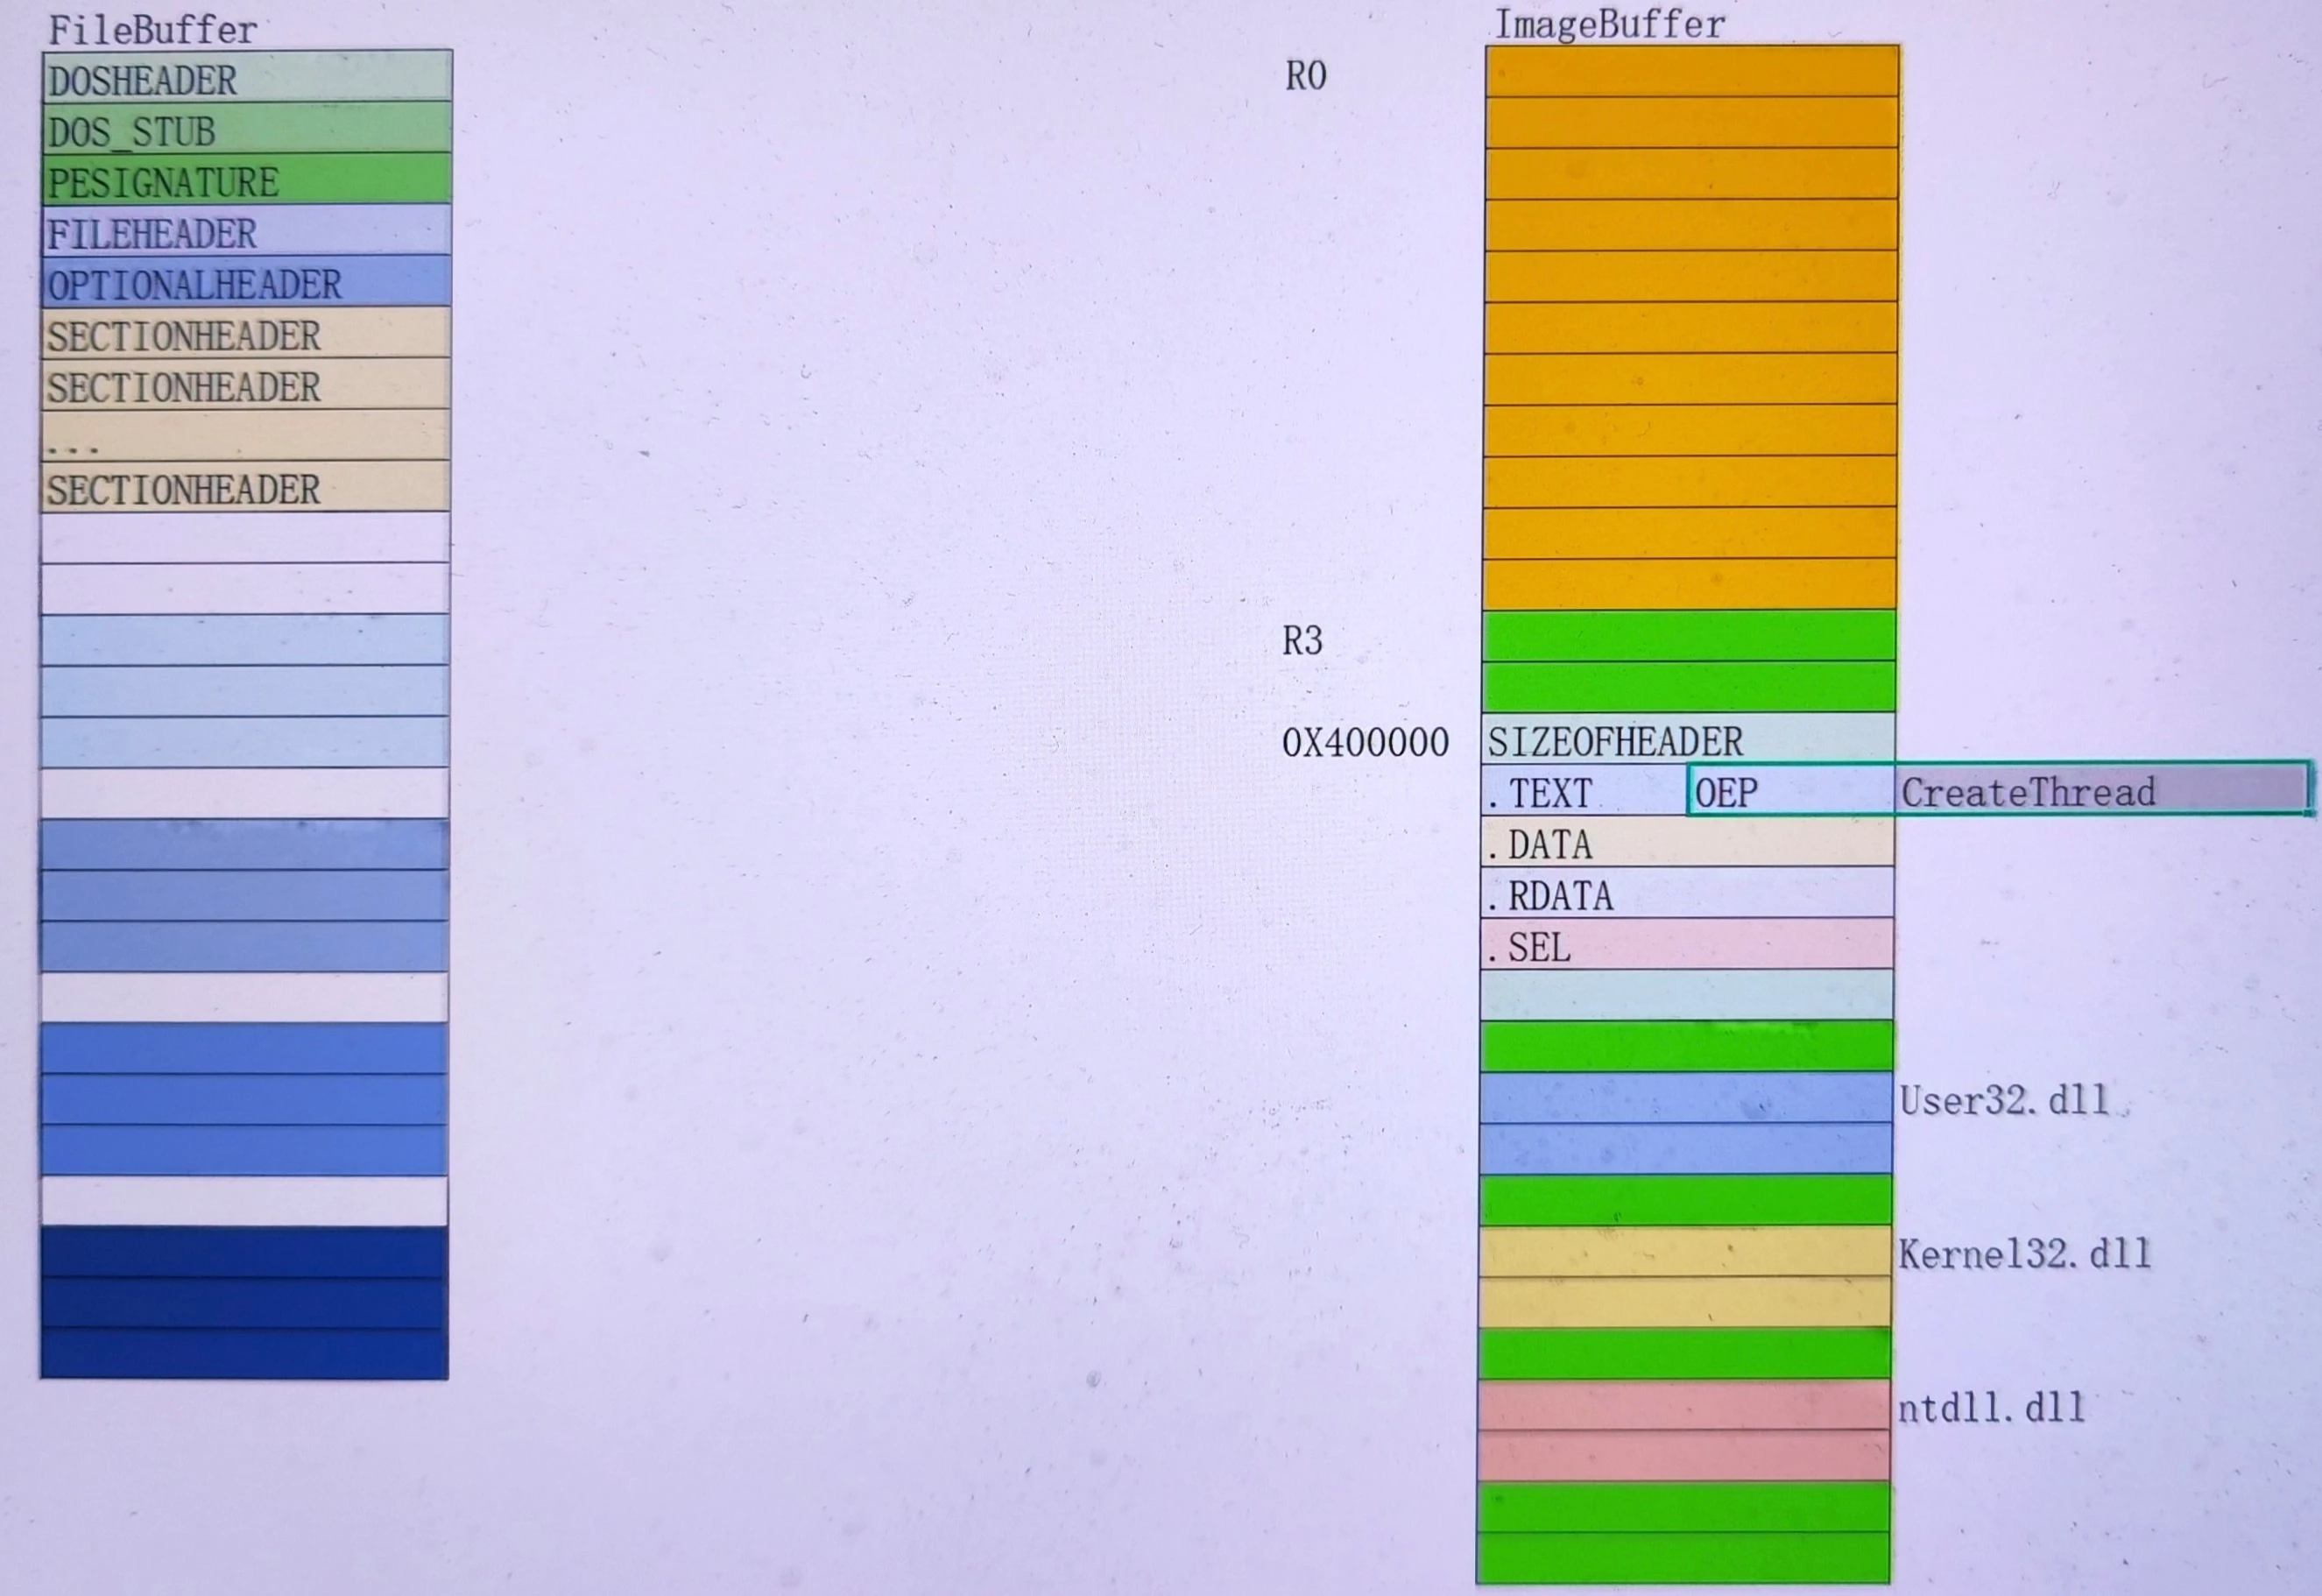 FileBuffer
DOSHEADER
DOS_STUB
PESIGNATURE
FILEHEADER
OPTIONALHEADER
SECTIONHEADER
SECTIONHEADER
...
SECTIONHEADER
ImageBuffer
R0
R3
0X400000 SIZEOFHEADER
.TEXT OEP CreateThread
.DATA
.RDATA
.SEL
User32.dll
Kernel32.dll
ntdll.dll